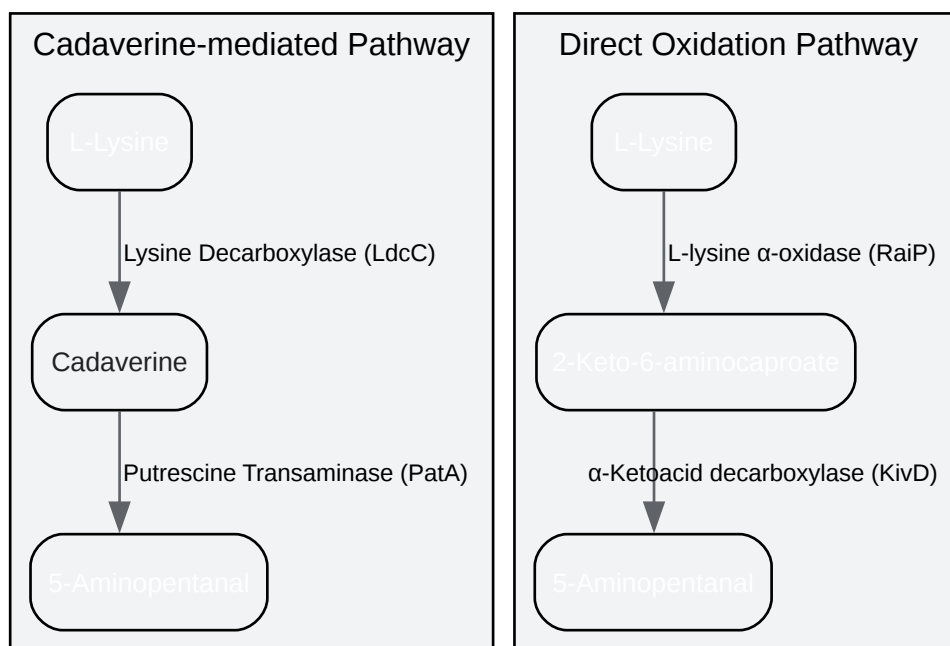 Cadaverine-mediated Pathway
L-Lysine
Lysine Decarboxylase (LdcC)
Cadaverine
Putrescine Transaminase (PatA)
5-Aminopentanal
Direct Oxidation Pathway
L-Lysine
L-lysine α-oxidase (RaiP)
2-Keto-6-aminocaproate
α-Ketoacid decarboxylase (KivD)
5-Aminopentanal